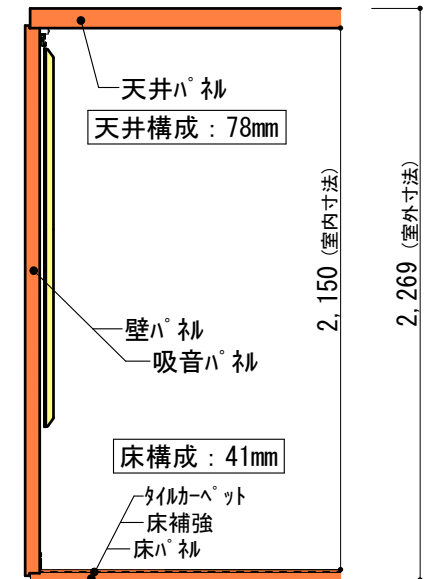 天井ﾊﾟﾈﾙ
天井構成：78mm
2,150 (室内寸法)
2,269 (室外寸法)
壁ﾊﾟﾈﾙ
吸音ﾊﾟﾈﾙ
床構成：41mm
ﾀｲﾙｶｰﾍﾟｯﾄ
床補強
床ﾊﾟﾈﾙ